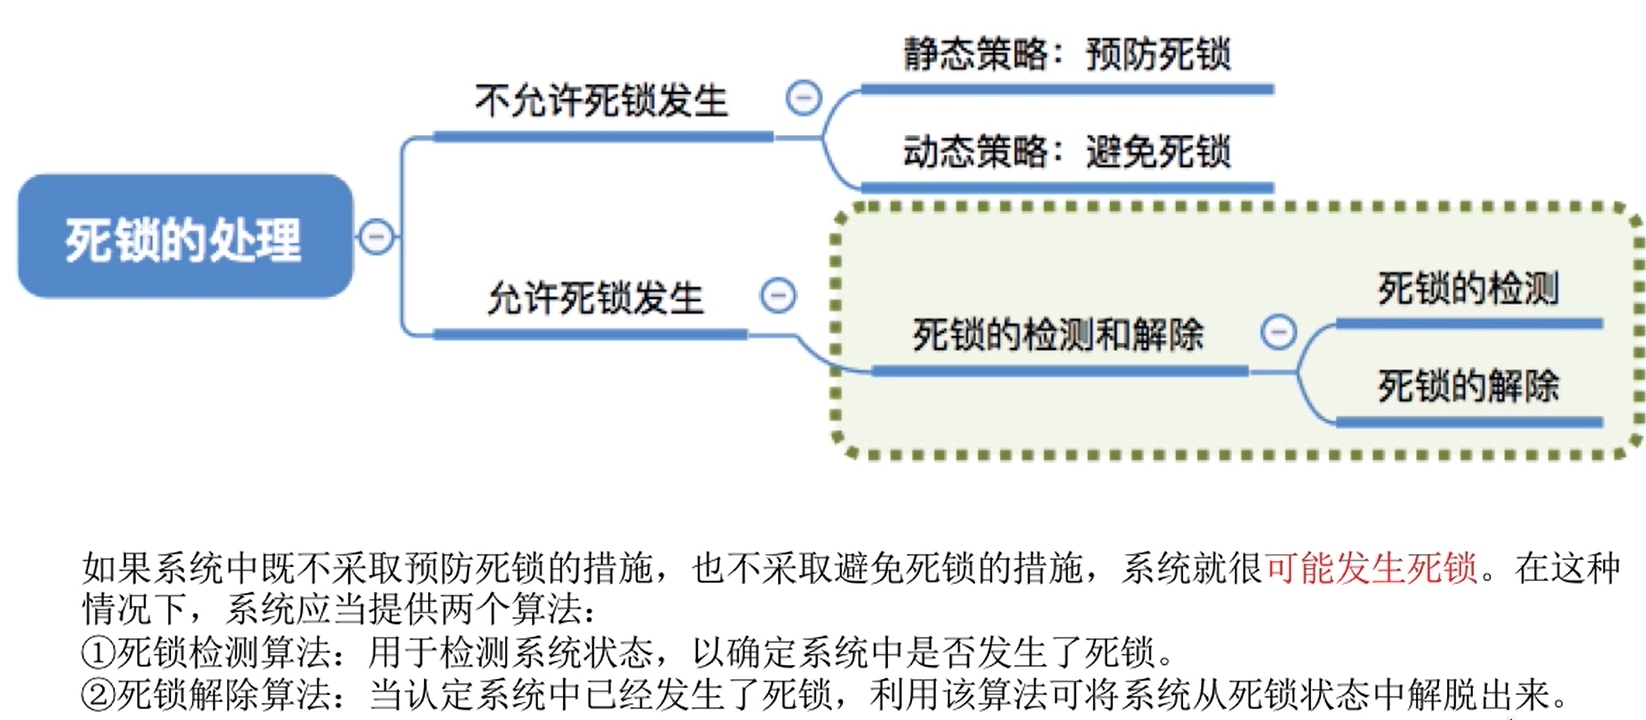 静态策略：预防死锁
不允许死锁发生
动态策略：避免死锁
死锁的处理
死锁的检测
允许死锁发生
死锁的检测和解除
死锁的解除
如果系统中既不采取预防死锁的措施，也不采取避免死锁的措施，系统就很可能发生死锁。在这种
情况下，系统应当提供两个算法：
①死锁检测算法：用于检测系统状态，以确定系统中是否发生了死锁。
②死锁解除算法：当认定系统中已经发生了死锁，利用该算法可将系统从死锁状态中解脱出来。